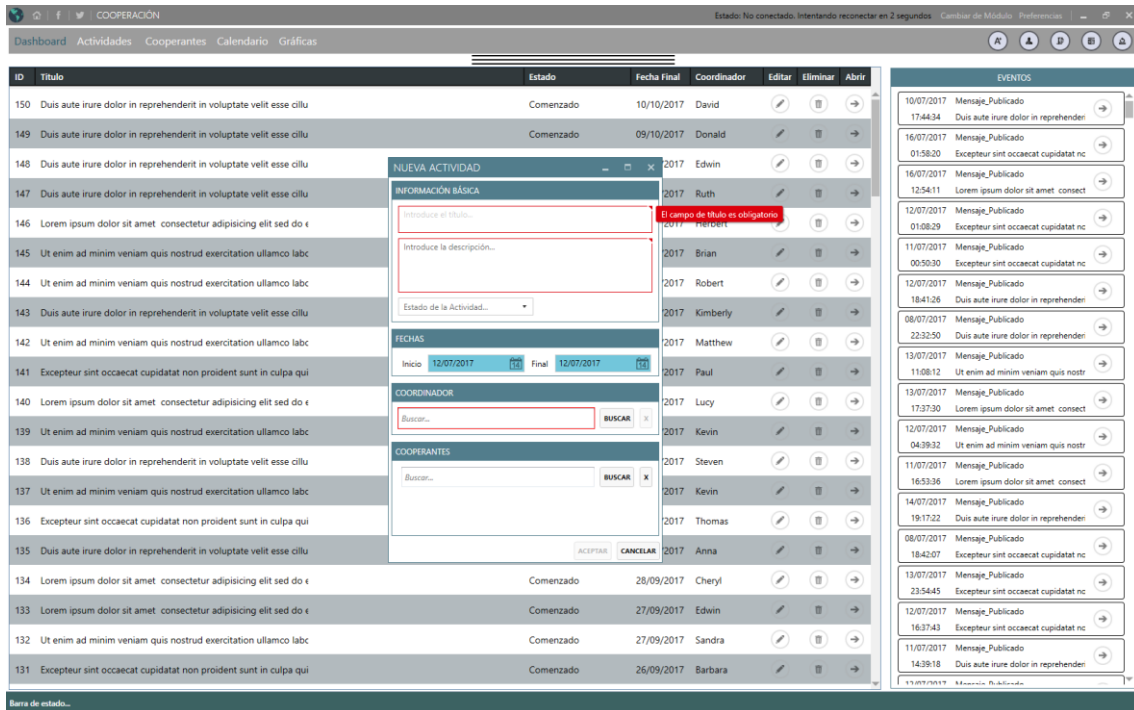 COOPERACIÓN
Estado: No conectado. Intentando reconectar en 2 segundos Cambiar de Módulo Preferencias
Dashboard Actividades Cooperantes Calendario Gráficas
ID Título Estado Fecha Final Coordinador Editar Eliminar Abrir
150 Duis aute irure dolor in reprehenderit in voluptate velit esse cillu Comenzado 10/10/2017 David
149 Duis aute irure dolor in reprehenderit in voluptate velit esse cillu Comenzado 09/10/2017 Donald
148 Duis aute irure dolor in reprehenderit in voluptate velit esse cillu /2017 Edwin
147 Duis aute irure dolor in reprehenderit in voluptate velit esse cillu /2017 Ruth
146 Lorem ipsum dolor sit amet consectetur adipisicing elit sed do e /2017 Herbert
145 Ut enim ad minim veniam quis nostrud exercitation ullamco labc /2017 Brian
144 Ut enim ad minim veniam quis nostrud exercitation ullamco labc /2017 Robert
143 Duis aute irure dolor in reprehenderit in voluptate velit esse cillu /2017 Kimberly
142 Ut enim ad minim veniam quis nostrud exercitation ullamco labc /2017 Matthew
141 Excepteur sint occaecat cupidatat non proident sunt in culpa qui /2017 Paul
140 Lorem ipsum dolor sit amet consectetur adipisicing elit sed do e /2017 Lucy
139 Ut enim ad minim veniam quis nostrud exercitation ullamco labc /2017 Kevin
138 Duis aute irure dolor in reprehenderit in voluptate velit esse cillu /2017 Steven
137 Ut enim ad minim veniam quis nostrud exercitation ullamco labc /2017 Kevin
136 Excepteur sint occaecat cupidatat non proident sunt in culpa qui /2017 Thomas
135 Duis aute irure dolor in reprehenderit in voluptate velit esse cillu /2017 Anna
134 Lorem ipsum dolor sit amet consectetur adipisicing elit sed do e Comenzado 28/09/2017 Cheryl
133 Lorem ipsum dolor sit amet consectetur adipisicing elit sed do e Comenzado 27/09/2017 Edwin
132 Ut enim ad minim veniam quis nostrud exercitation ullamco labc Comenzado 27/09/2017 Sandra
131 Excepteur sint occaecat cupidatat non proident sunt in culpa qui Comenzado 26/09/2017 Barbara
NUEVA ACTIVIDAD
INFORMACIÓN BÁSICA
Introduce el título...
El campo de título es obligatorio
Introduce la descripción...
Estado de la Actividad...
FECHAS
Inicio 12/07/2017 14 Final 12/07/2017 14
COORDINADOR
Buscar... BUSCAR X
COOPERANTES
Buscar... BUSCAR X
ACEPTAR CANCELAR
EVENTOS
10/07/2017 Mensaje_Publicado
17:44:34 Duis aute irure dolor in reprehenderi
16/07/2017 Mensaje_Publicado
01:58:20 Excepteur sint occaecat cupidatat nc
16/07/2017 Mensaje_Publicado
12:54:11 Lorem ipsum dolor sit amet consect
12/07/2017 Mensaje_Publicado
01:08:29 Excepteur sint occaecat cupidatat nc
11/07/2017 Mensaje_Publicado
00:50:30 Excepteur sint occaecat cupidatat nc
12/07/2017 Mensaje_Publicado
18:41:26 Duis aute irure dolor in reprehenderi
08/07/2017 Mensaje_Publicado
22:32:50 Duis aute irure dolor in reprehenderi
13/07/2017 Mensaje_Publicado
11:08:12 Ut enim ad minim veniam quis nostr
13/07/2017 Mensaje_Publicado
17:37:30 Lorem ipsum dolor sit amet consect
12/07/2017 Mensaje_Publicado
04:39:32 Ut enim ad minim veniam quis nostr
11/07/2017 Mensaje_Publicado
16:53:36 Lorem ipsum dolor sit amet consect
14/07/2017 Mensaje_Publicado
19:17:22 Duis aute irure dolor in reprehenderi
08/07/2017 Mensaje_Publicado
18:42:07 Excepteur sint occaecat cupidatat nc
13/07/2017 Mensaje_Publicado
23:54:45 Excepteur sint occaecat cupidatat nc
12/07/2017 Mensaje_Publicado
16:37:43 Excepteur sint occaecat cupidatat nc
11/07/2017 Mensaje_Publicado
14:39:18 Duis aute irure dolor in reprehenderi
12/07/2017 Mensaje_Publicado
Barra de estado...